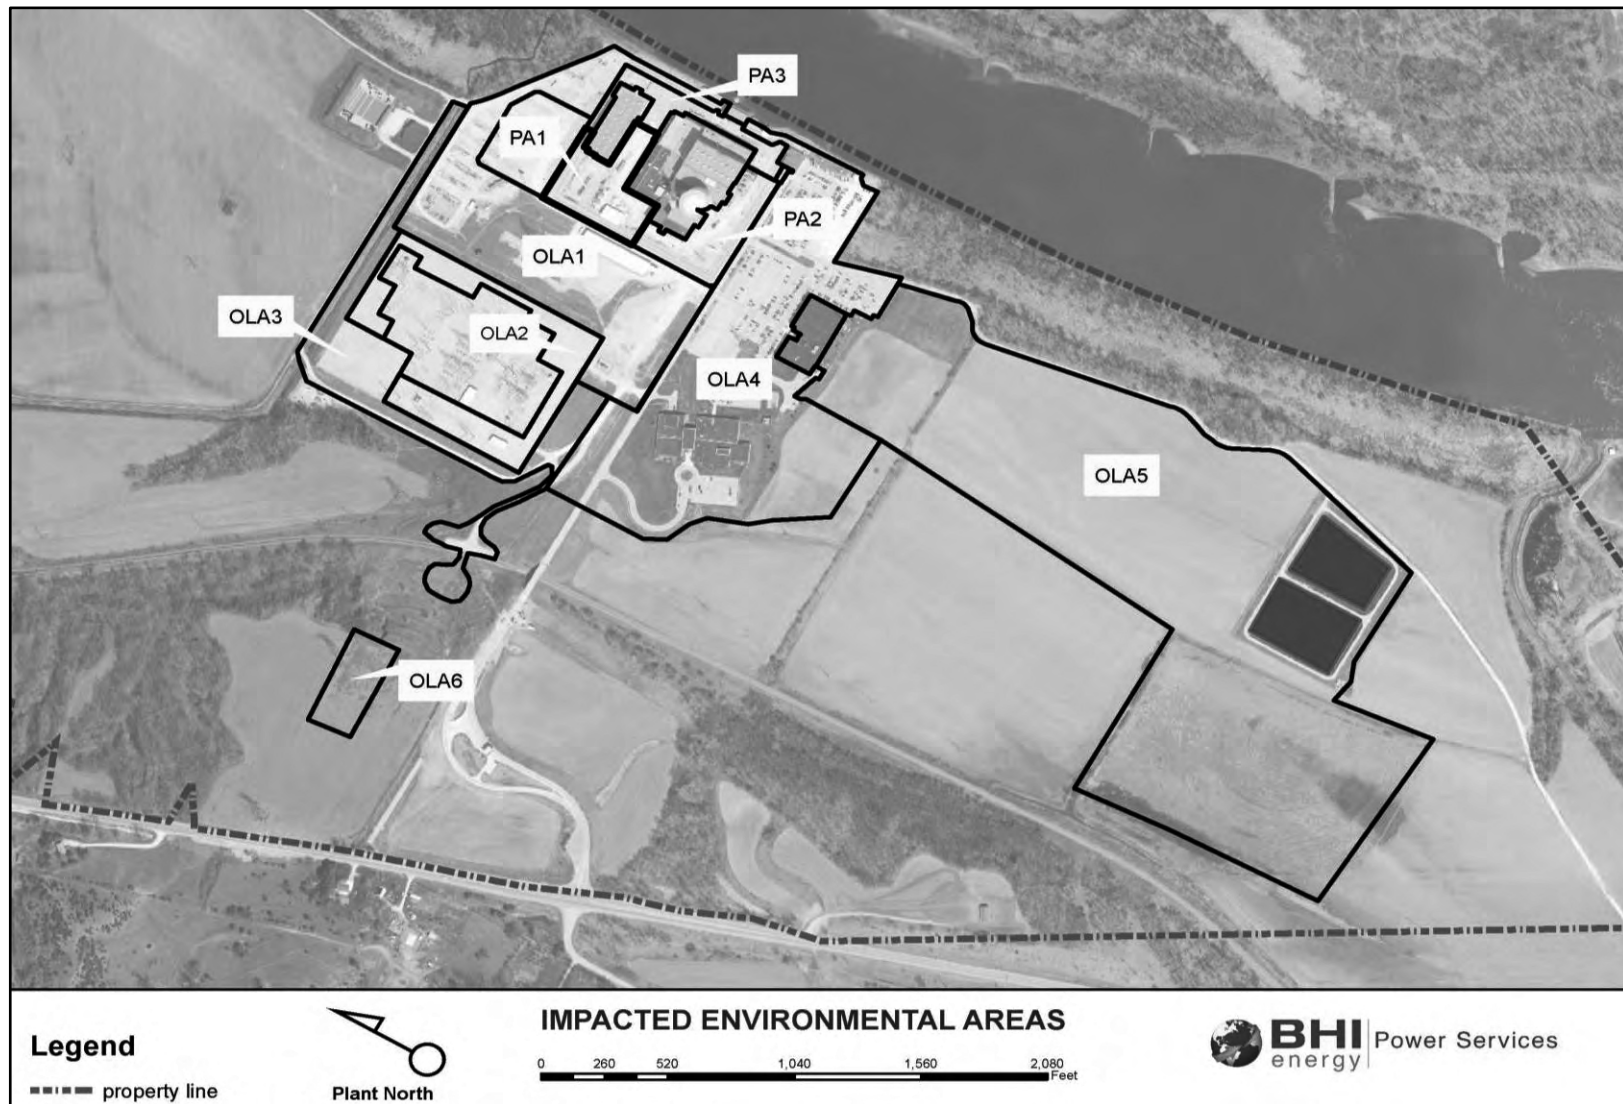 PA3
PA1
PA2
OLA1
OLA3
OLA2
OLA4
OLA5
OLA6
Legend
property line
Plant North
IMPACTED ENVIRONMENTAL AREAS
0 260 520 1,040 1,560 2,080
Feet
BHI
energy
Power Services